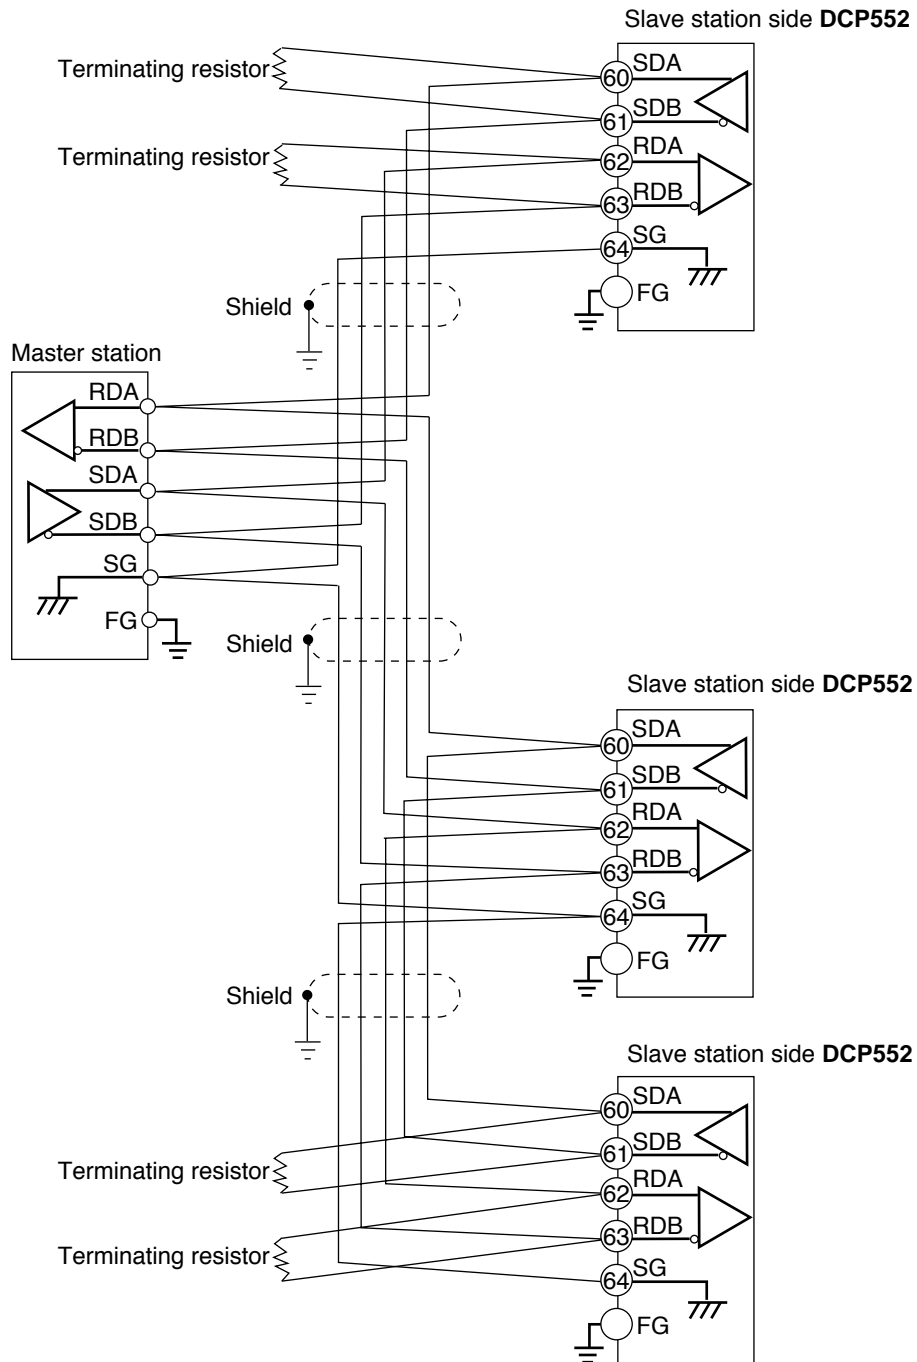 Slave station side DCP552
Terminating resistor
60 SDA
61 SDB
Terminating resistor
62 RDA
63 RDB
64 SG
FG
Shield
Master station
RDA
RDB
SDA
SDB
SG
FG
Shield
Slave station side DCP552
60 SDA
61 SDB
62 RDA
63 RDB
64 SG
FG
Shield
Slave station side DCP552
60 SDA
61 SDB
Terminating resistor
62 RDA
63 RDB
Terminating resistor
64 SG
FG